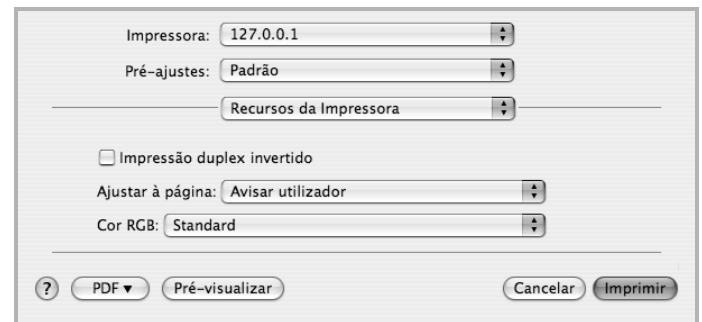 Impressora: 127.0.0.1
Pré-ajustes: Padrão
Recursos da Impressora
Impressão duplex invertido
Ajustar à página: Avisar utilizador
Cor RGB: Standard
? PDF ▼ Pré-visualizar Cancelar Imprimir